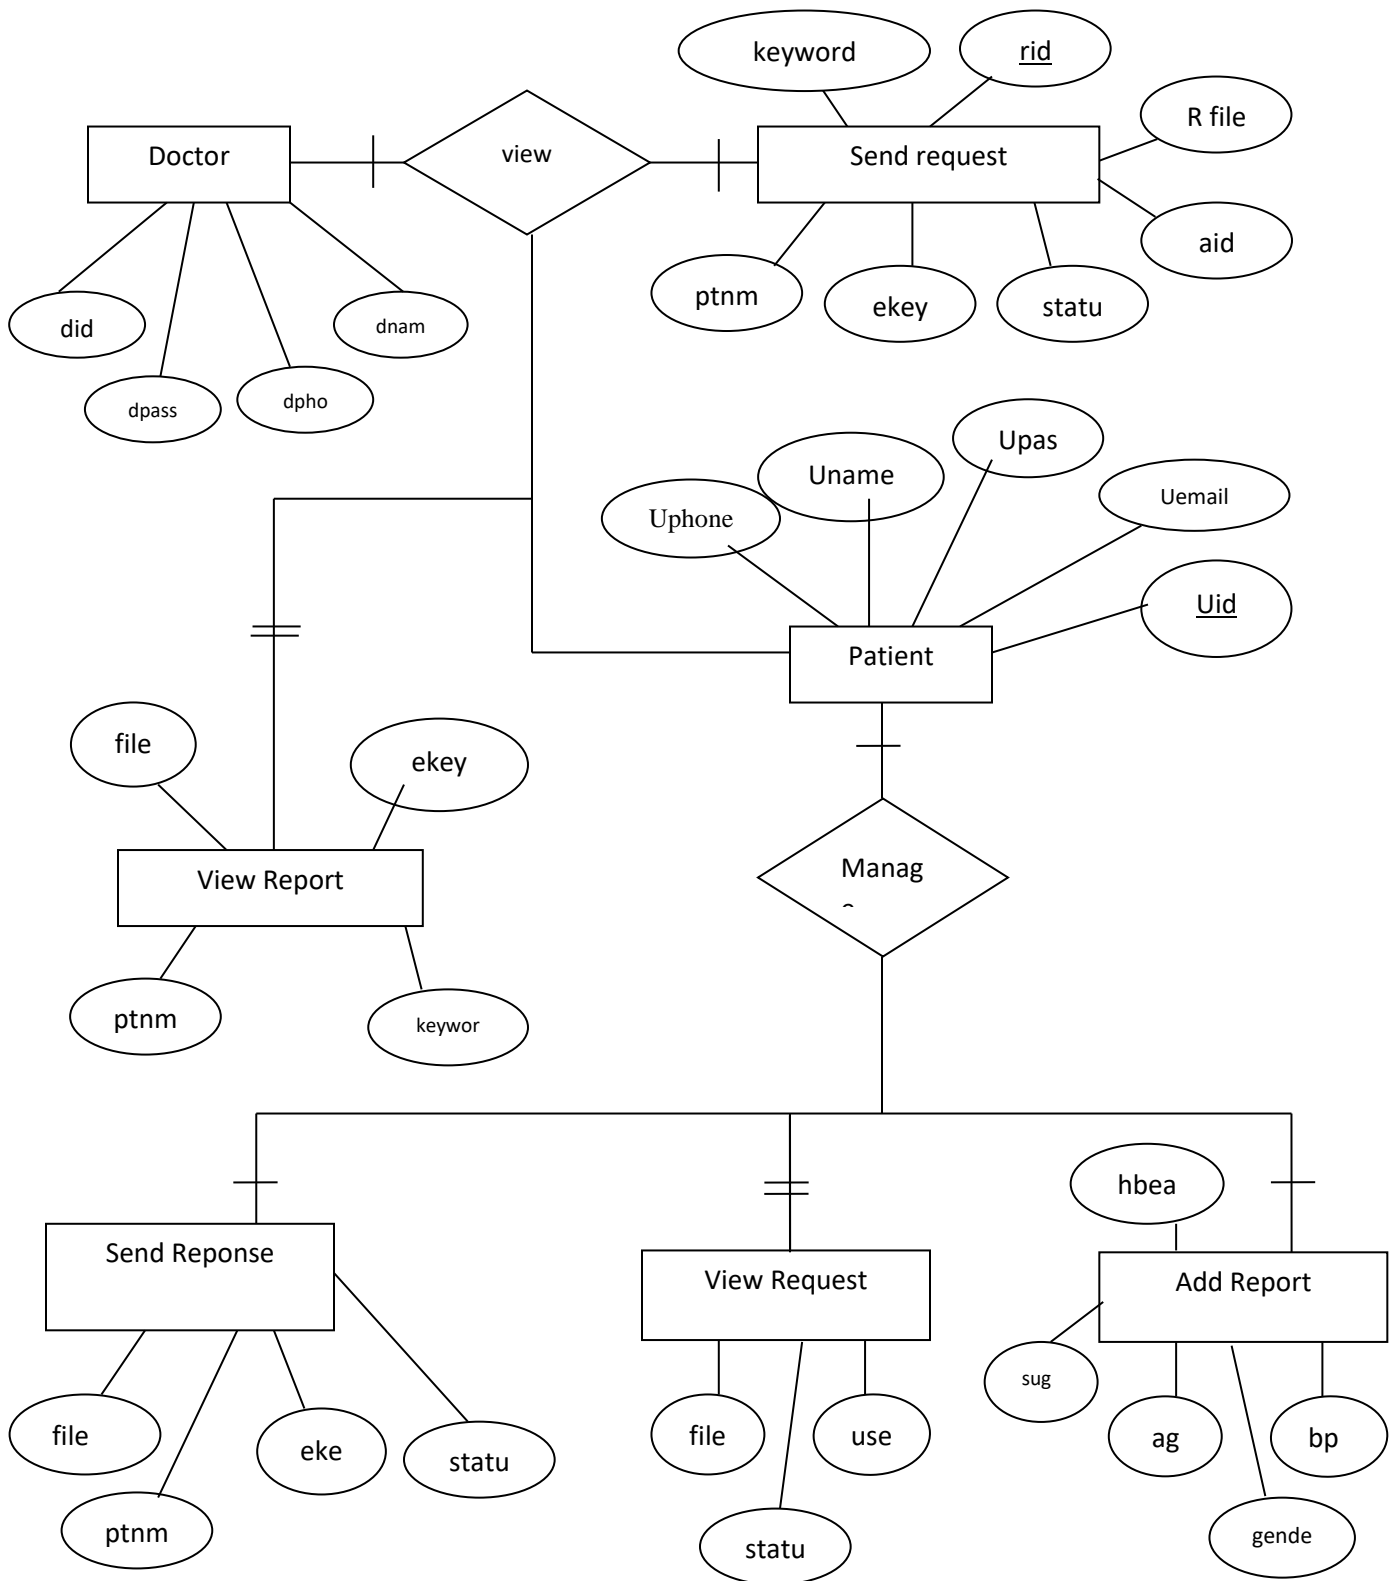 keyword
rid
R file
Doctor
view
Send request
aid
ptnm
ekey
statu
did
dnam
dpass
dpho
Upas
Uname
Uemail
Uphone
Uid
Patient
file
ekey
View Report
Manag
ptnm
keywor
hbea
Send Reponse
View Request
Add Report
sug
file
eke
statu
file
use
ag
bp
ptnm
statu
gende